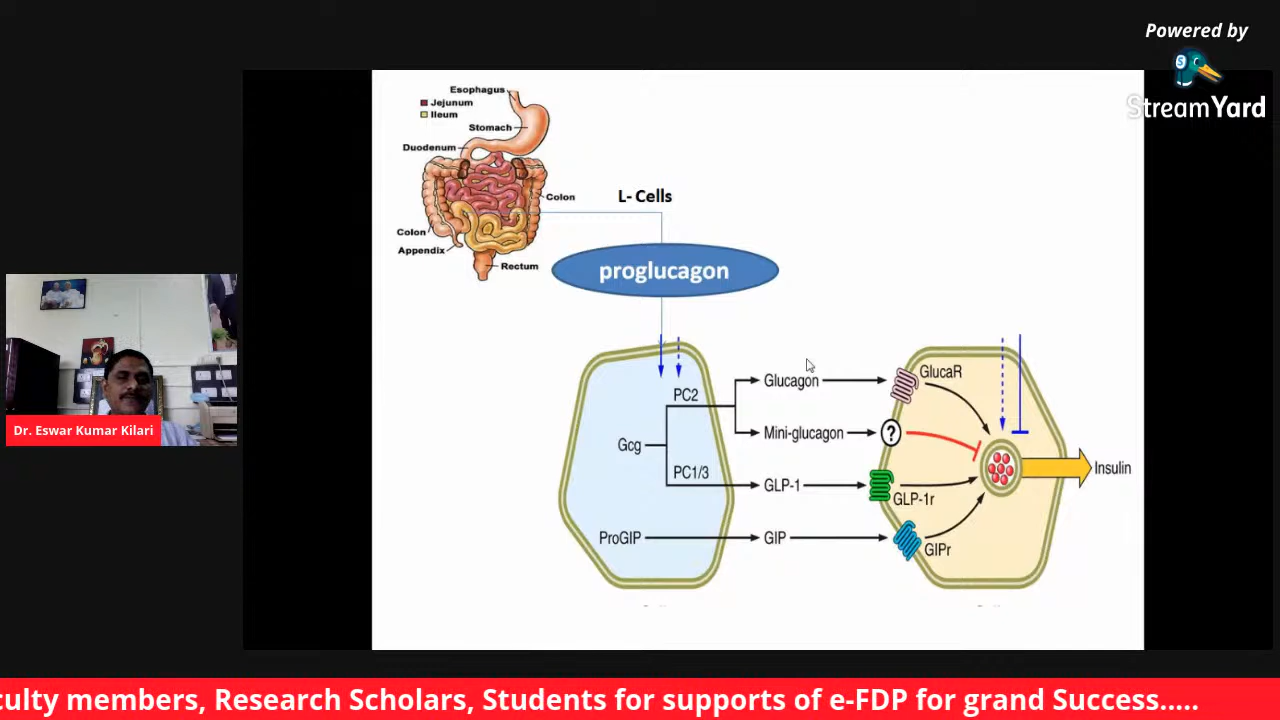 Powered by
StreamYard
Esophagus
Jejunum
Ileum
Stomach
Duodenum
Colon
L- Cells
Colon
Appendix
Rectum
proglucagon
GlucaR
Glucagon
PC2
Mini-glucagon
?
Gcg
Insulin
PC1/3
GLP-1
GLP-1r
ProGIP
GIP
GIPr
Dr. Eswar Kumar Kilari
culty members, Research Scholars, Students for supports of e-FDP for grand Success.....